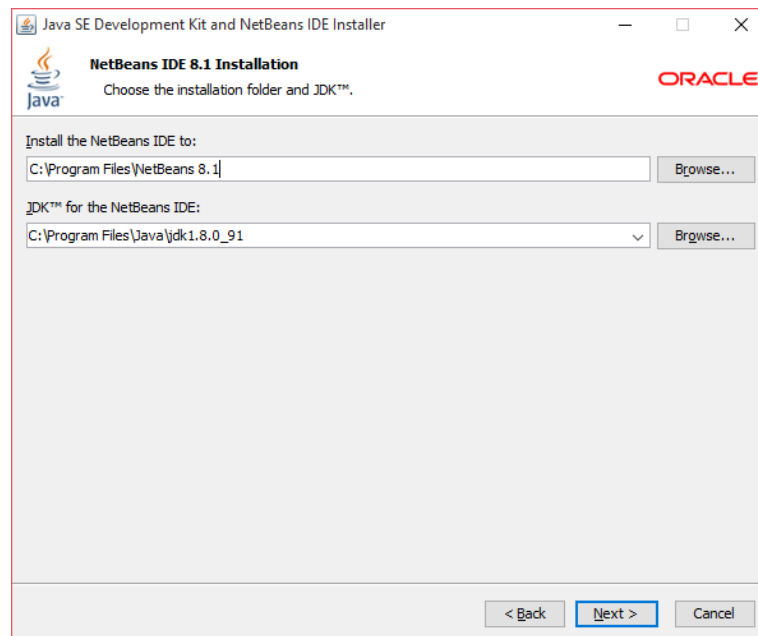 Java SE Development Kit and NetBeans IDE Installer
Java™
NetBeans IDE 8.1 Installation
Choose the installation folder and JDK™.
ORACLE
Install the NetBeans IDE to:
C:\Program Files\NetBeans 8.1
Browse...
JDK™ for the NetBeans IDE:
C:\Program Files\Java\jdk1.8.0_91
Browse...
< Back
Next >
Cancel